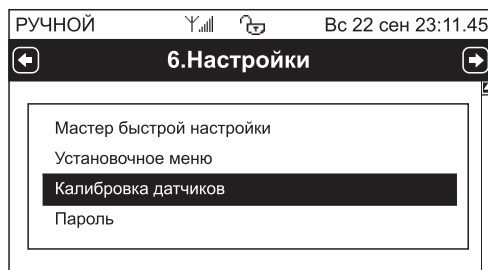 РУЧНОЙ Вс 22 сен 23:11.45
6.Настройки
Мастер быстрой настройки
Установочное меню
Калибровка датчиков
Пароль